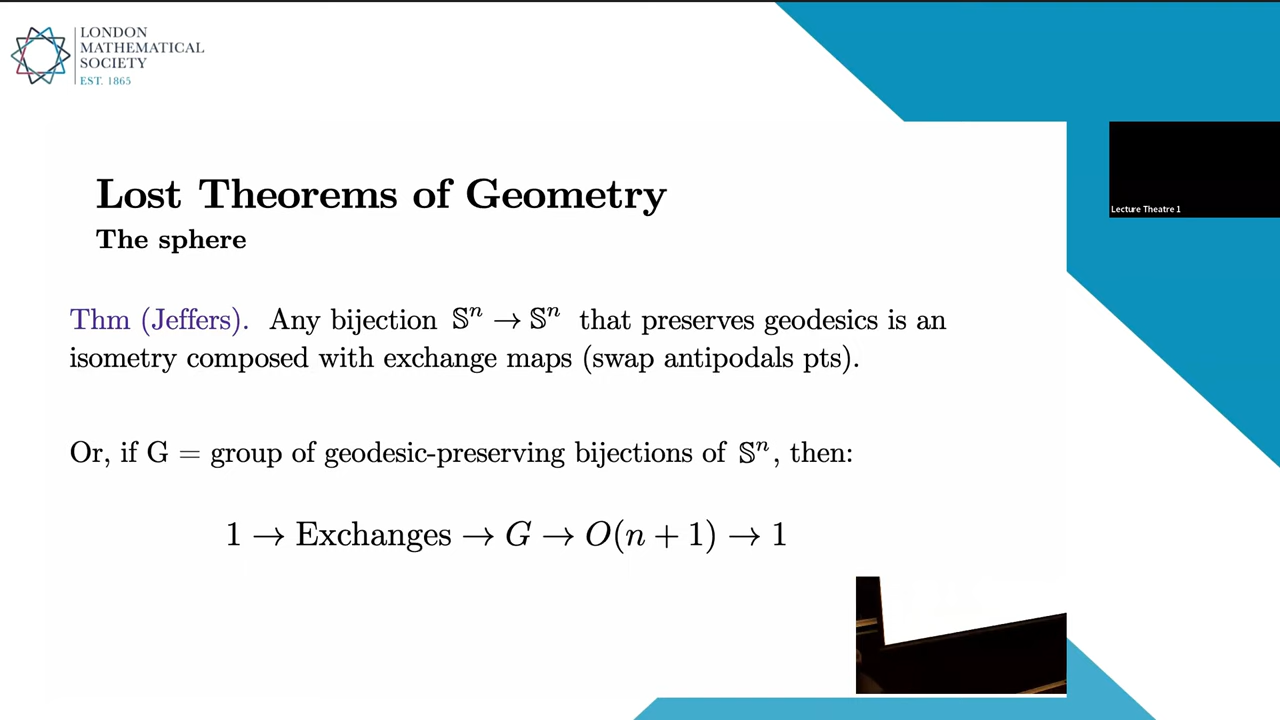 LONDON
MATHEMATICAL
SOCIETY
EST. 1865
Lecture Theatre 1
Lost Theorems of Geometry
The sphere
Thm (Jeffers). Any bijection 𝕊ⁿ → 𝕊ⁿ that preserves geodesics is an
isometry composed with exchange maps (swap antipodals pts).
Or, if G = group of geodesic-preserving bijections of 𝕊ⁿ, then:
1 → Exchanges → G → O(n + 1) → 1